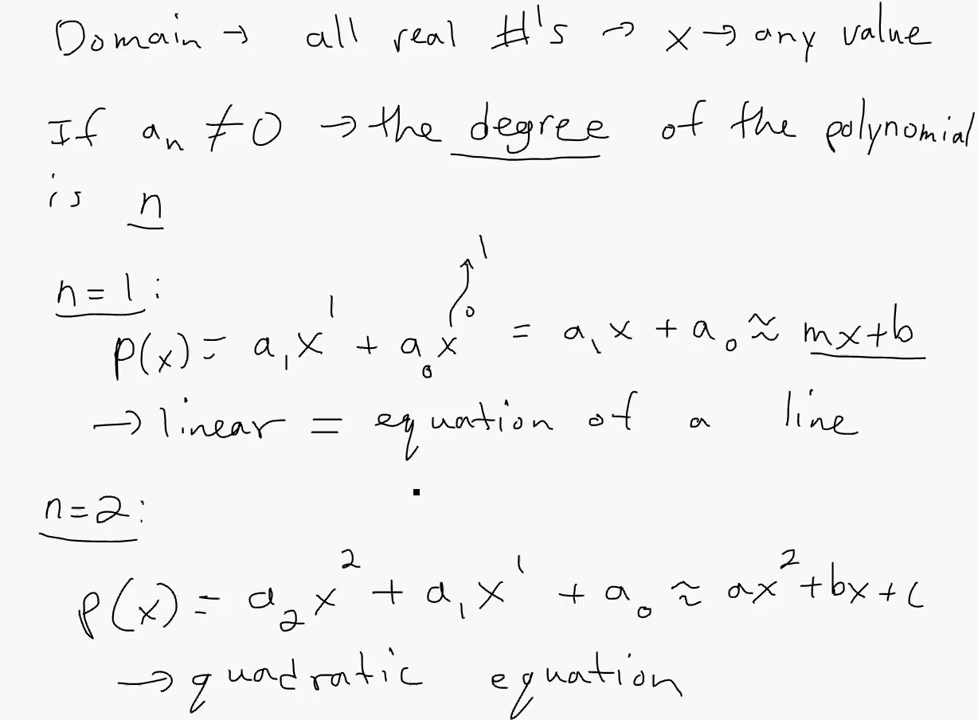 Domain → all real #'s → x → any value
If aₙ ≠ 0 → the degree of the polynomial
is n
n = 1 :
p(x) = a₁x¹ + a₀x⁰ ↗ 1 = a₁x + a₀ ≈ mx+b
→ linear = equation of a line
n = 2 :
p(x) = a₂x² + a₁x¹ + a₀ ≈ ax² + bx + c
→ quadratic equation